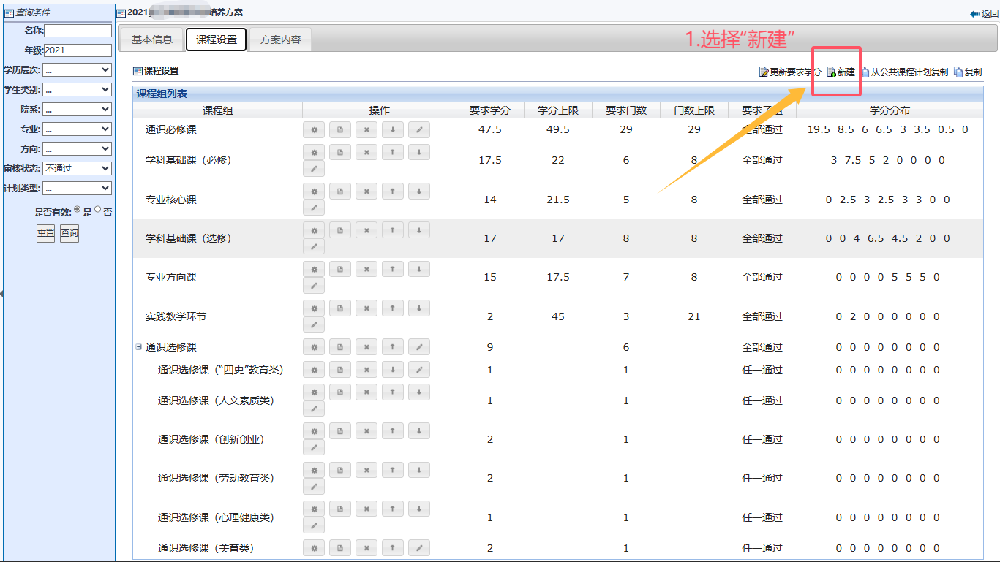 查询条件
名称:
年级:2021
学历层次: ...
学生类别: ...
院系: ...
专业: ...
方向: ...
审核状态: 不通过
计划类型: ...
是否有效: 是 否
重置 查询
2021 培养方案
返回
基本信息 课程设置 方案内容
1.选择“新建”
课程设置
更新要求学分 新建 从公共课程计划复制 复制
课程组列表
课程组 操作 要求学分 学分上限 要求门数 门数上限 要求子组 学分分布
通识必修课 47.5 49.5 29 29 全部通过 19.5 8.5 6 6.5 3 3.5 0.5 0
学科基础课（必修） 17.5 22 6 8 全部通过 3 7.5 5 2 0 0 0 0
专业核心课 14 21.5 5 8 全部通过 0 2.5 3 2.5 3 3 0 0
学科基础课（选修） 17 17 8 8 全部通过 0 0 4 6.5 4.5 2 0 0
专业方向课 15 17.5 7 8 全部通过 0 0 0 0 5 5 5 0
实践教学环节 2 45 3 21 全部通过 0 2 0 0 0 0 0 0
通识选修课 9 6 全部通过 0 0 0 0 0 0 0 0
通识选修课（“四史”教育类） 1 1 任一通过 0 0 0 0 0 0 0 0
通识选修课（人文素质类） 1 1 任一通过 0 0 0 0 0 0 0 0
通识选修课（创新创业） 2 1 任一通过 0 0 0 0 0 0 0 0
通识选修课（劳动教育类） 2 1 任一通过 0 0 0 0 0 0 0 0
通识选修课（心理健康类） 1 1 任一通过 0 0 0 0 0 0 0 0
通识选修课（美育类） 2 1 任一通过 0 0 0 0 0 0 0 0